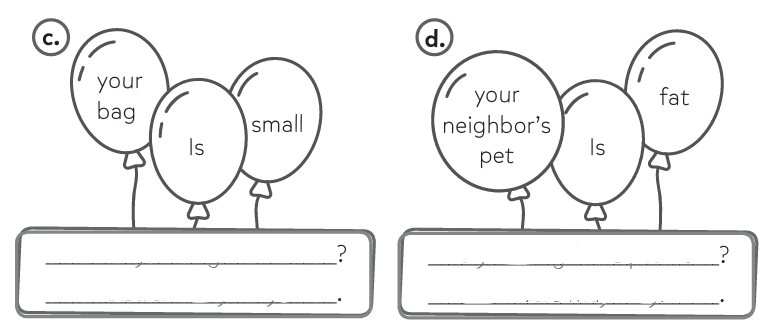 c.
your
bag
Is
small
?
.
d.
your
neighbor's
pet
Is
fat
?
.